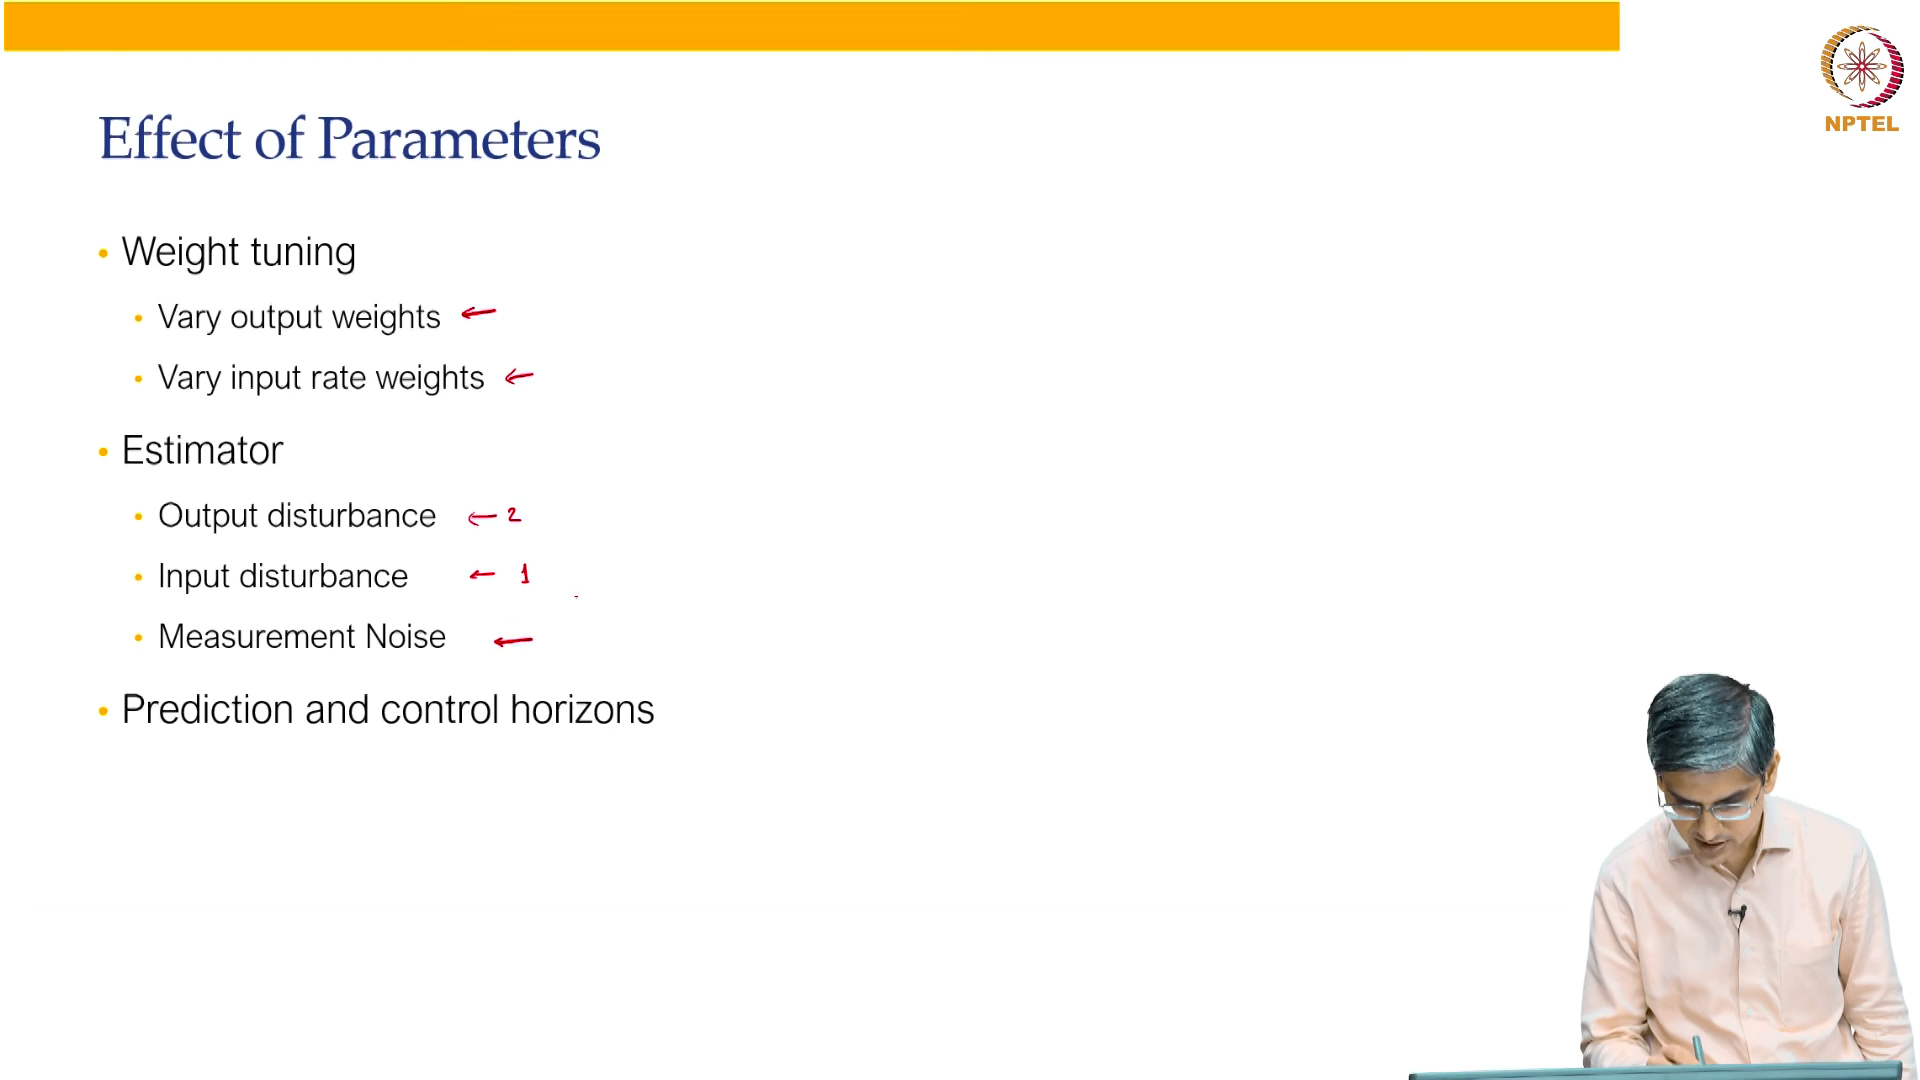 NPTEL
Effect of Parameters
• Weight tuning
• Vary output weights ←
• Vary input rate weights ←
• Estimator
• Output disturbance ← 2
• Input disturbance ← 1
• Measurement Noise ←
• Prediction and control horizons